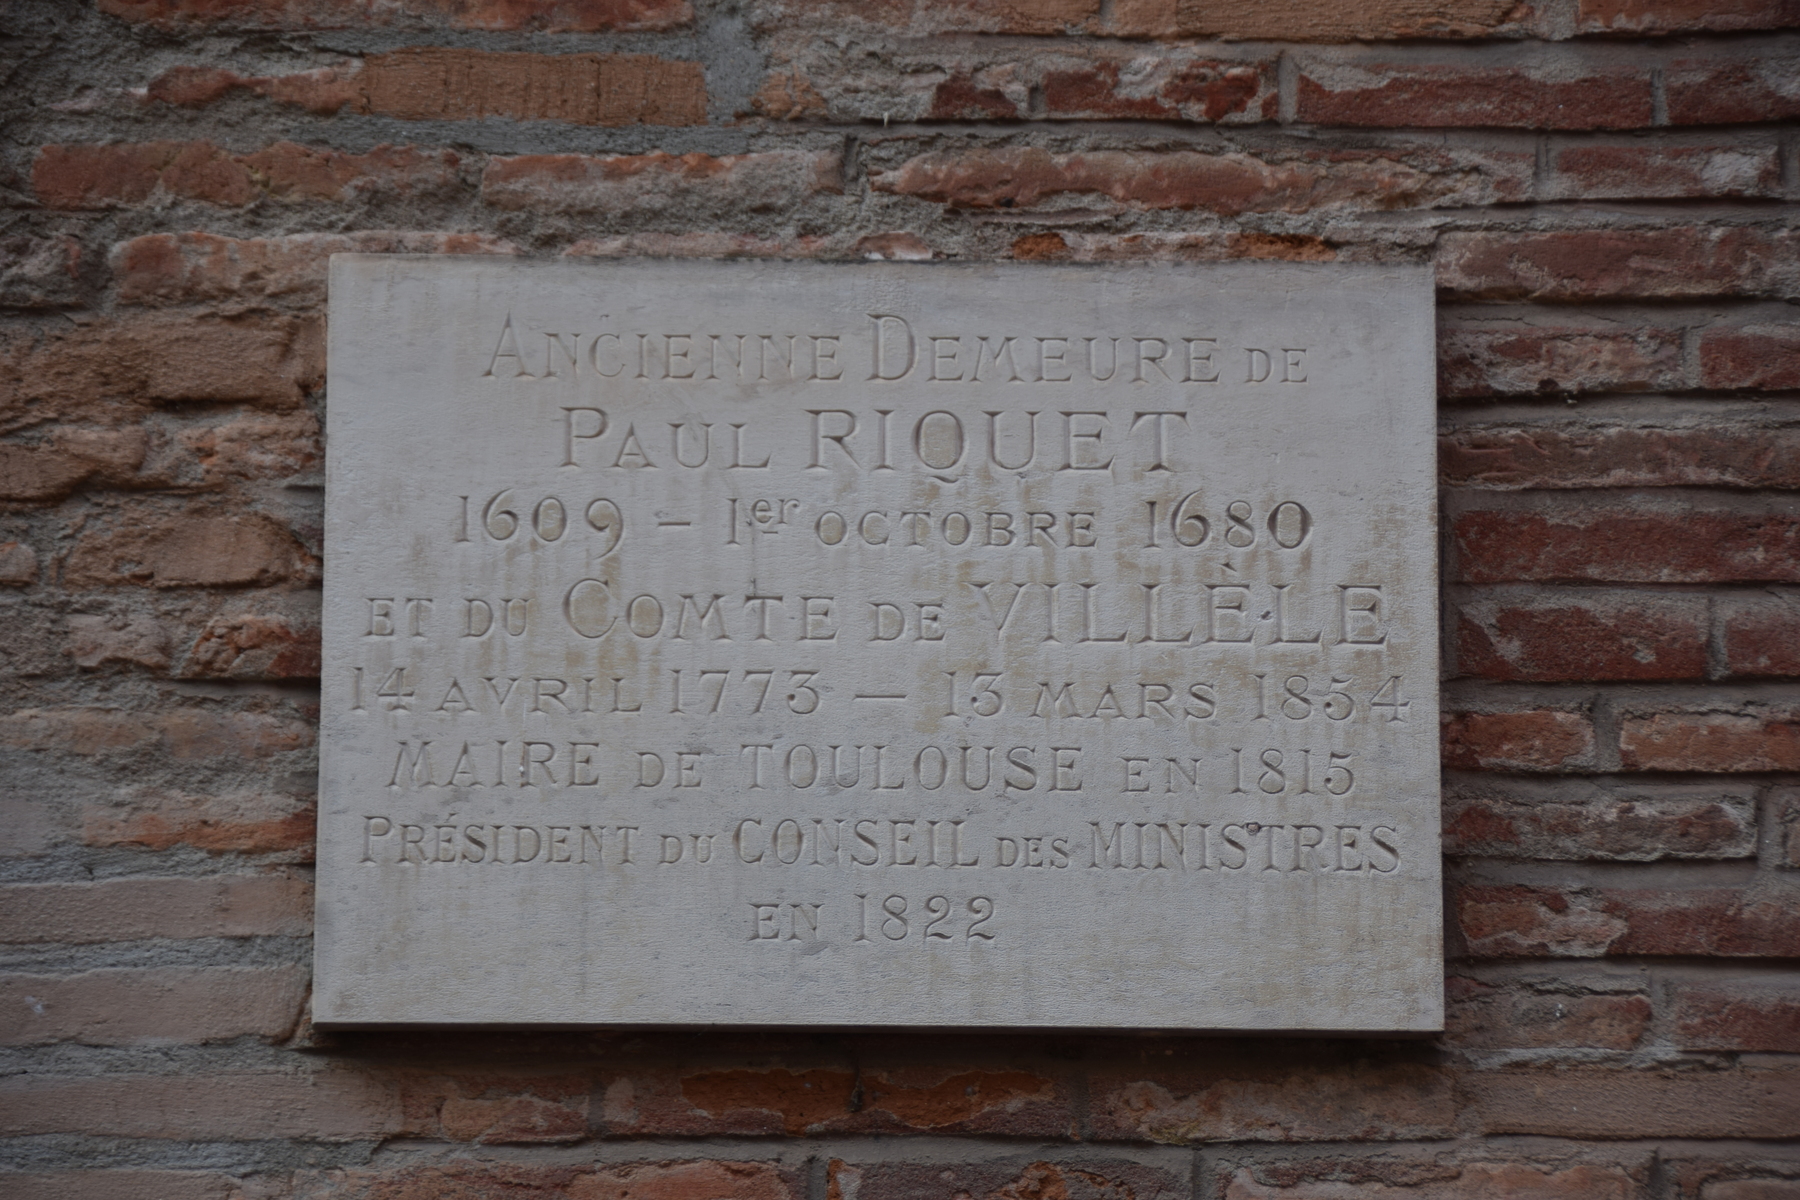 ANCIENNE DEMEURE DE
PAUL RIQUET
1609 – 1er OCTOBRE 1680
ET DU COMTE DE VILLÈLE
14 AVRIL 1773 – 13 MARS 1854
MAIRE DE TOULOUSE EN 1815
PRÉSIDENT DU CONSEIL DES MINISTRES
EN 1822